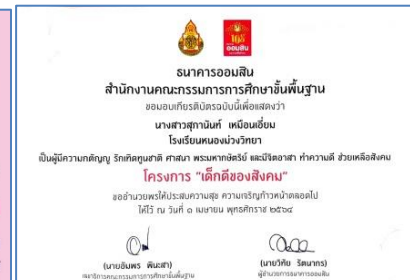 ออมสิน
ธนาคารออมสิน
สำนักงานคณะกรรมการการศึกษาขั้นพื้นฐาน
ขอมอบเกียรติบัตรฉบับนี้เพื่อแสดงว่า
นางสาวสุภานันท์ เหมือนเอี่ยม
โรงเรียนหนองม่วงวิทยา
เป็นผู้มีความกตัญญู รักเทิดทูนชาติ ศาสนา พระมหากษัตริย์ และมีจิตอาสา ทำความดี ช่วยเหลือสังคม
โครงการ "เด็กดีของสังคม"
ขออำนวยพรให้ประสบความสุข ความเจริญก้าวหน้าตลอดไป
ให้ไว้ ณ วันที่ ๑ เมษายน พุทธศักราช ๒๕๖๔
(นายอัมพร พินะสา) (นายวิทัย รัตนากร)
เลขาธิการคณะกรรมการการศึกษาขั้นพื้นฐาน ผู้อำนวยการธนาคารออมสิน